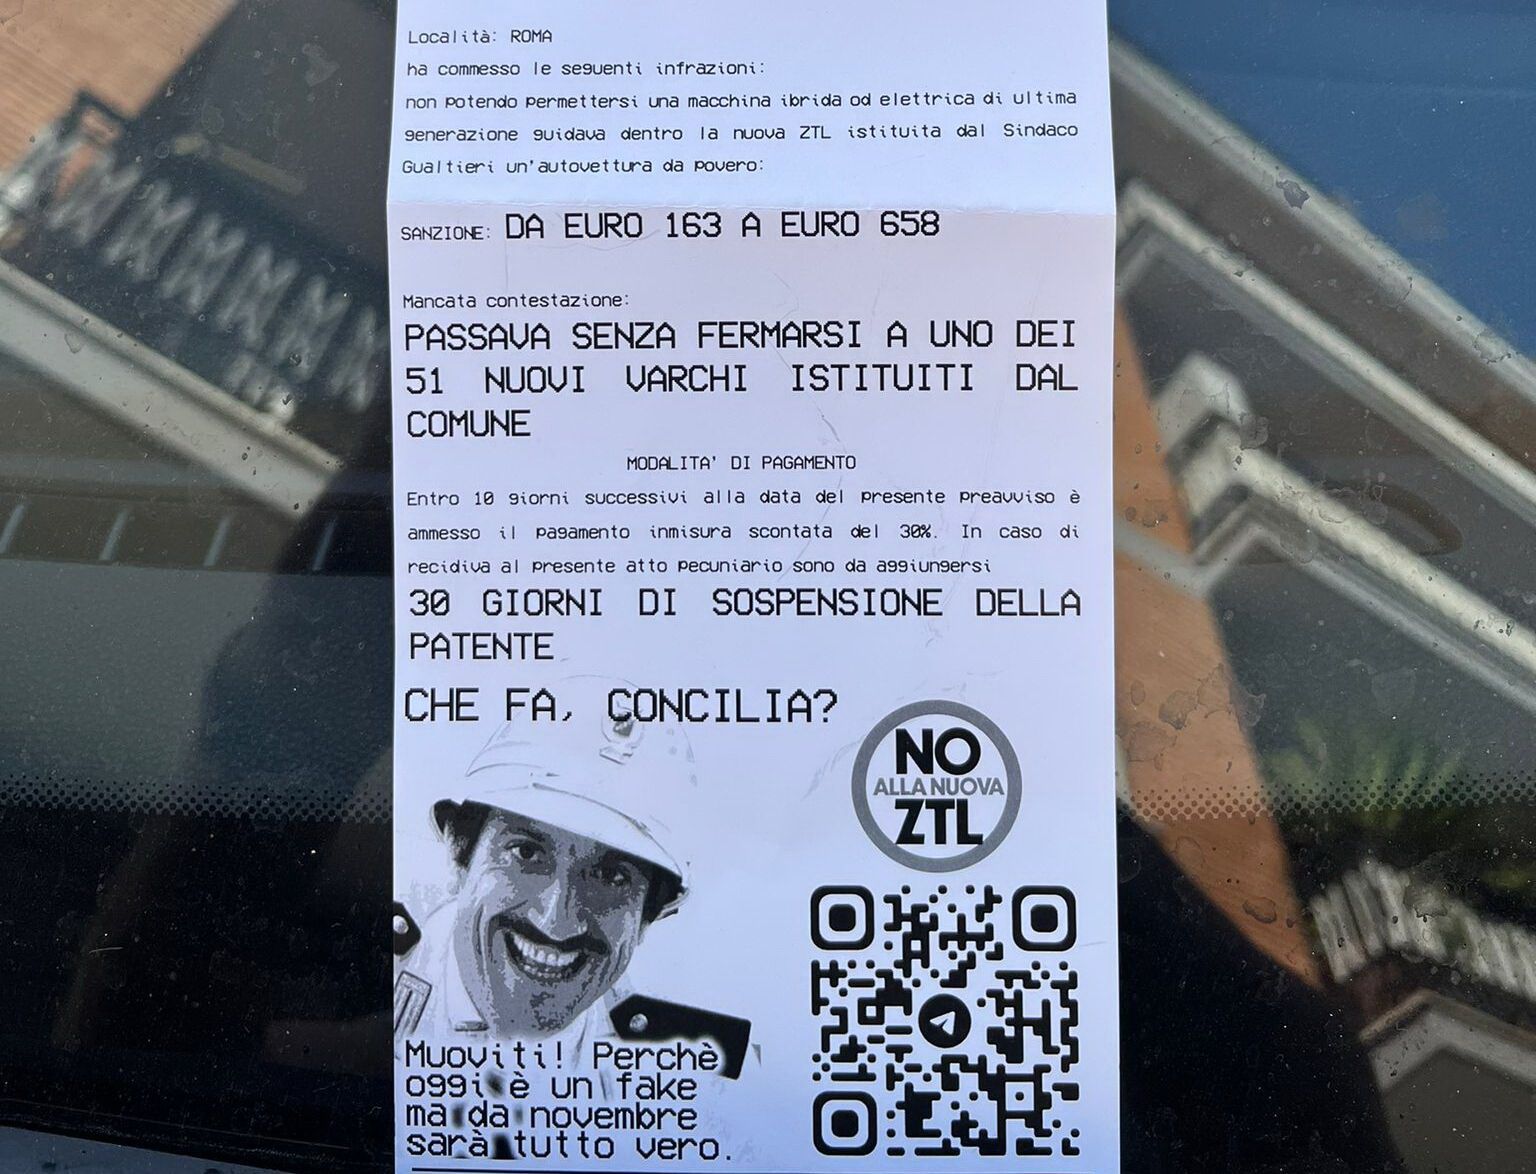 Località: ROMA
ha commesso le seguenti infrazioni:
non potendo permettersi una macchina ibrida od elettrica di ultima
generazione guidava dentro la nuova ZTL istituita dal Sindaco
Gualtieri un'autovettura da povero:
SANZIONE: DA EURO 163 A EURO 658
Mancata contestazione:
PASSAVA SENZA FERMARSI A UNO DEI
51 NUOVI VARCHI ISTITUITI DAL
COMUNE
MODALITA' DI PAGAMENTO
Entro 10 giorni successivi alla data del presente preavviso è
ammesso il pagamento inmisura scontata del 30%. In caso di
recidiva al presente atto pecuniario sono da aggiungersi
30 GIORNI DI SOSPENSIONE DELLA
PATENTE
CHE FA, CONCILIA?
NO
ALLA NUOVA
ZTL
Muoviti! Perchè
oggi è un fake
ma da novembre
sarà tutto vero.